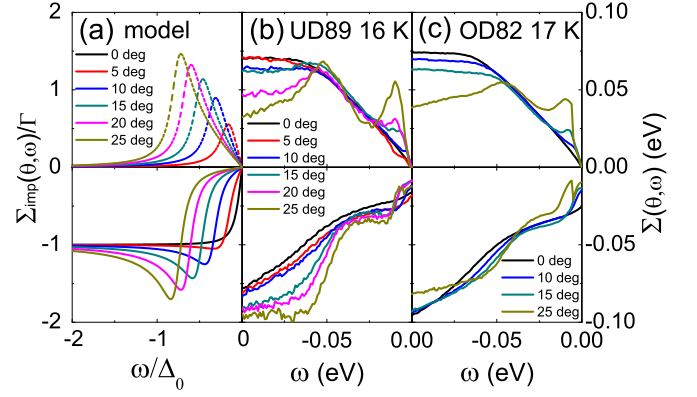 (a) model
(b) UD89 16 K
(c) OD82 17 K
Σimp(θ,ω)/Γ
2
1
0
-1
-2
0 deg
5 deg
10 deg
15 deg
20 deg
25 deg
-2
-1
0
ω/Δ0
0 deg
5 deg
10 deg
15 deg
20 deg
25 deg
-0.05
0.00
ω (eV)
0 deg
10 deg
15 deg
25 deg
-0.05
0.00
ω (eV)
0.10
0.05
0.00
-0.05
-0.10
Σ(θ,ω) (eV)